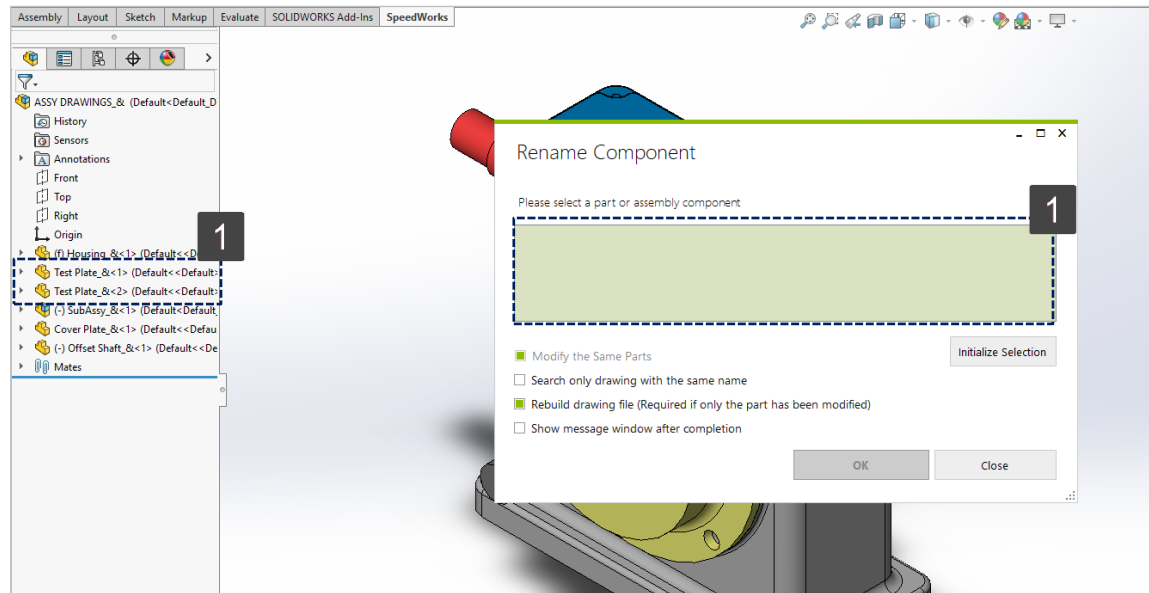 Assembly Layout Sketch Markup Evaluate SOLIDWORKS Add-Ins SpeedWorks
ASSY DRAWINGS_& (Default<Default_D
History
Sensors
Annotations
Front
Top
Right
Origin
1
(f) Housing_&<1> (Default<<D
Test Plate_&<1> (Default<<Default>
Test Plate_&<2> (Default<<Default>
(-) SubAssy_&<1> (Default<Default_
Cover Plate_&<1> (Default<<Defau
(-) Offset Shaft_&<1> (Default<<De
Mates
Rename Component
Please select a part or assembly component
1
Initialize Selection
Modify the Same Parts
Search only drawing with the same name
Rebuild drawing file (Required if only the part has been modified)
Show message window after completion
OK Close